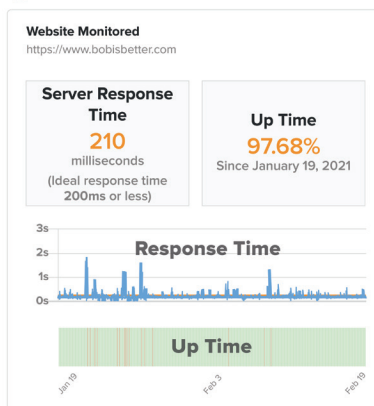 Website Monitored
https://www.bobisbetter.com
Server Response
Time
210
milliseconds
(Ideal response time
200ms or less)
Up Time
97.68%
Since January 19, 2021
3s
2s
1s
0s
Response Time
Up Time
Jan 19
Feb 3
Feb 19